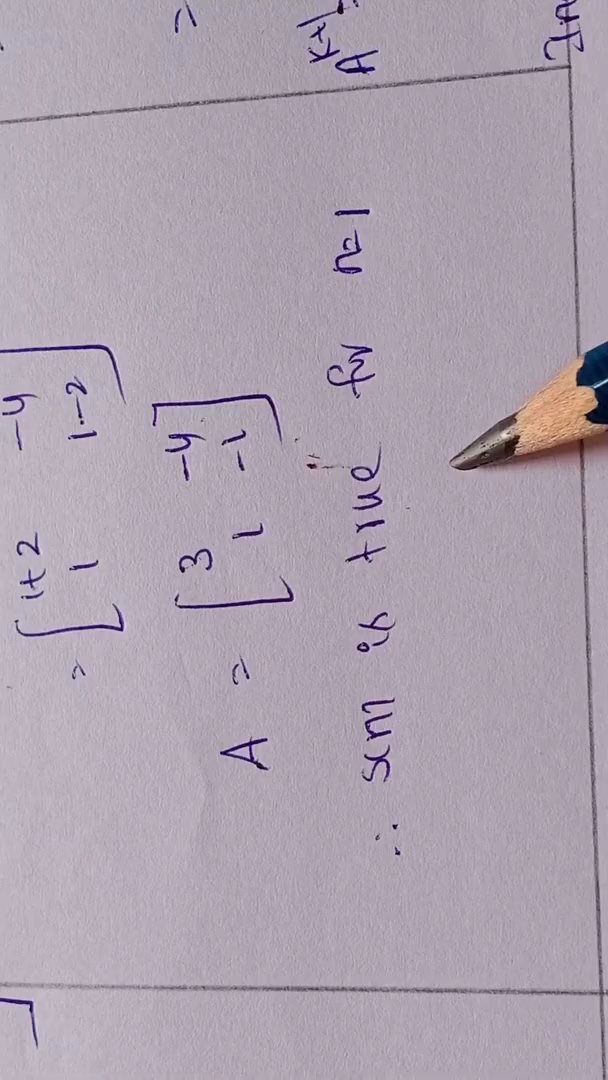 = [1+2 -4
1 1-2]
A = [3 -4
1 -1]
∴ s(n) is true for n=1
=
A^k+1